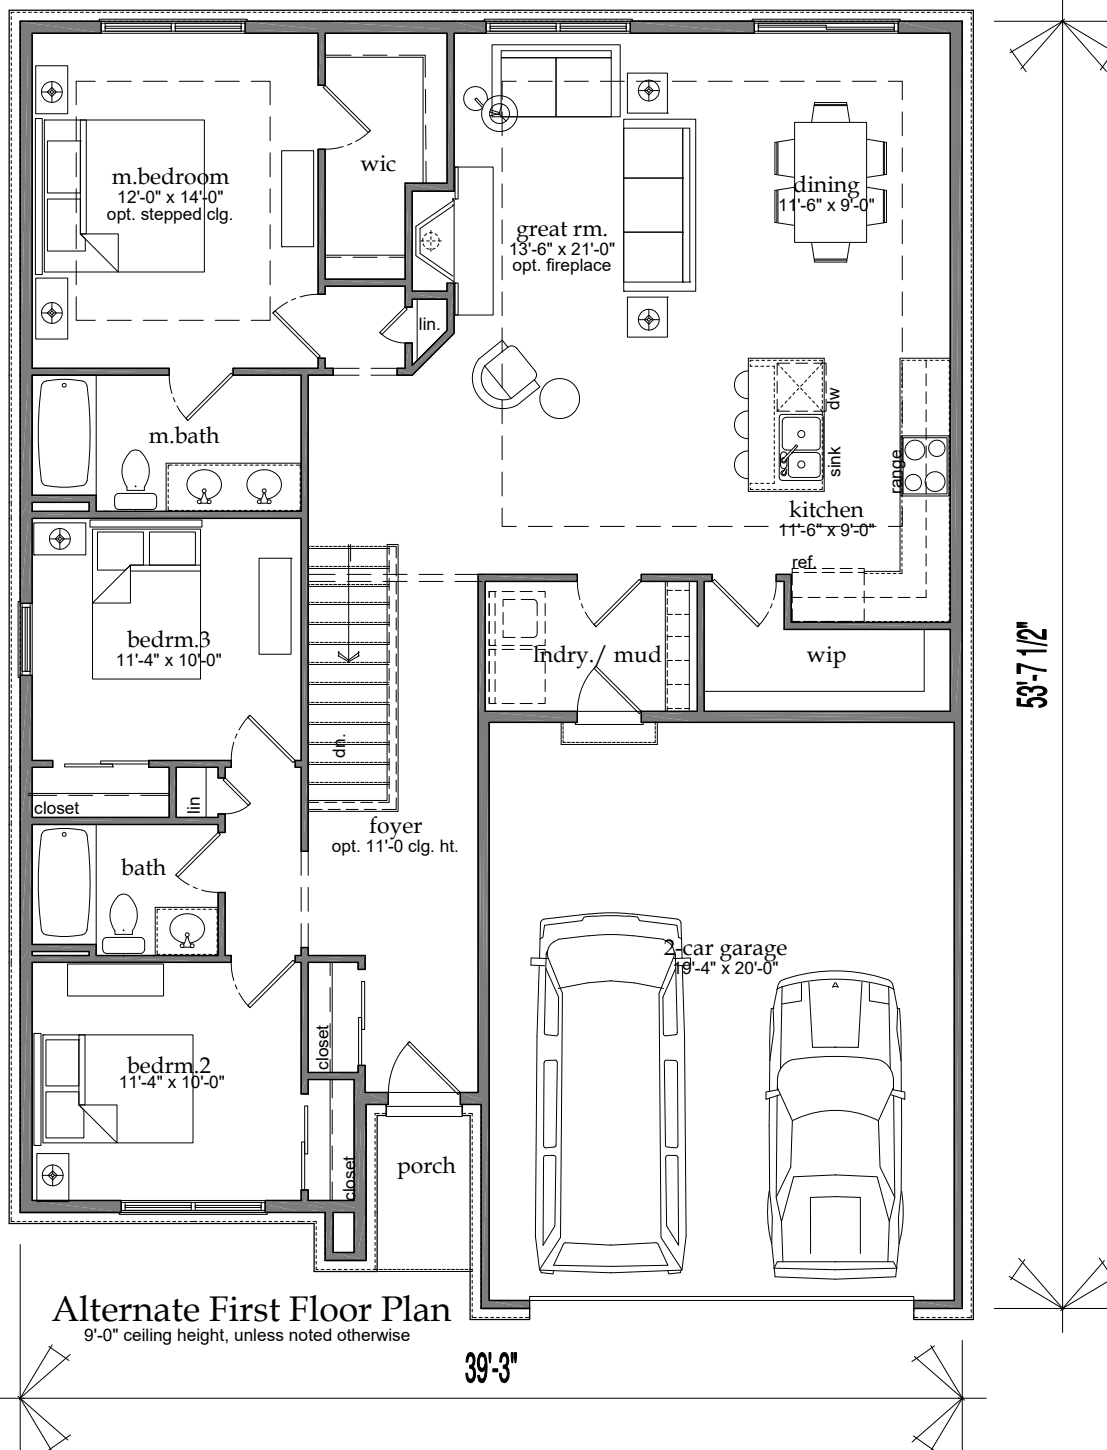 m.bedroom
12'-0" x 14'-0"
opt. stepped clg.
wic
great rm.
13'-6" x 21'-0"
opt. fireplace
dining
11'-6" x 9'-0"
lin.
m.bath
dw
sink
range
kitchen
11'-6" x 9'-0"
ref.
bedrm.3
11'-4" x 10'-0"
lndry./ mud
wip
53'-7 1/2"
dn.
closet
lin
foyer
opt. 11'-0 clg. ht.
bath
2-car garage
19'-4" x 20'-0"
closet
bedrm.2
11'-4" x 10'-0"
closet
porch
Alternate First Floor Plan
9'-0" ceiling height, unless noted otherwise
39'-3"